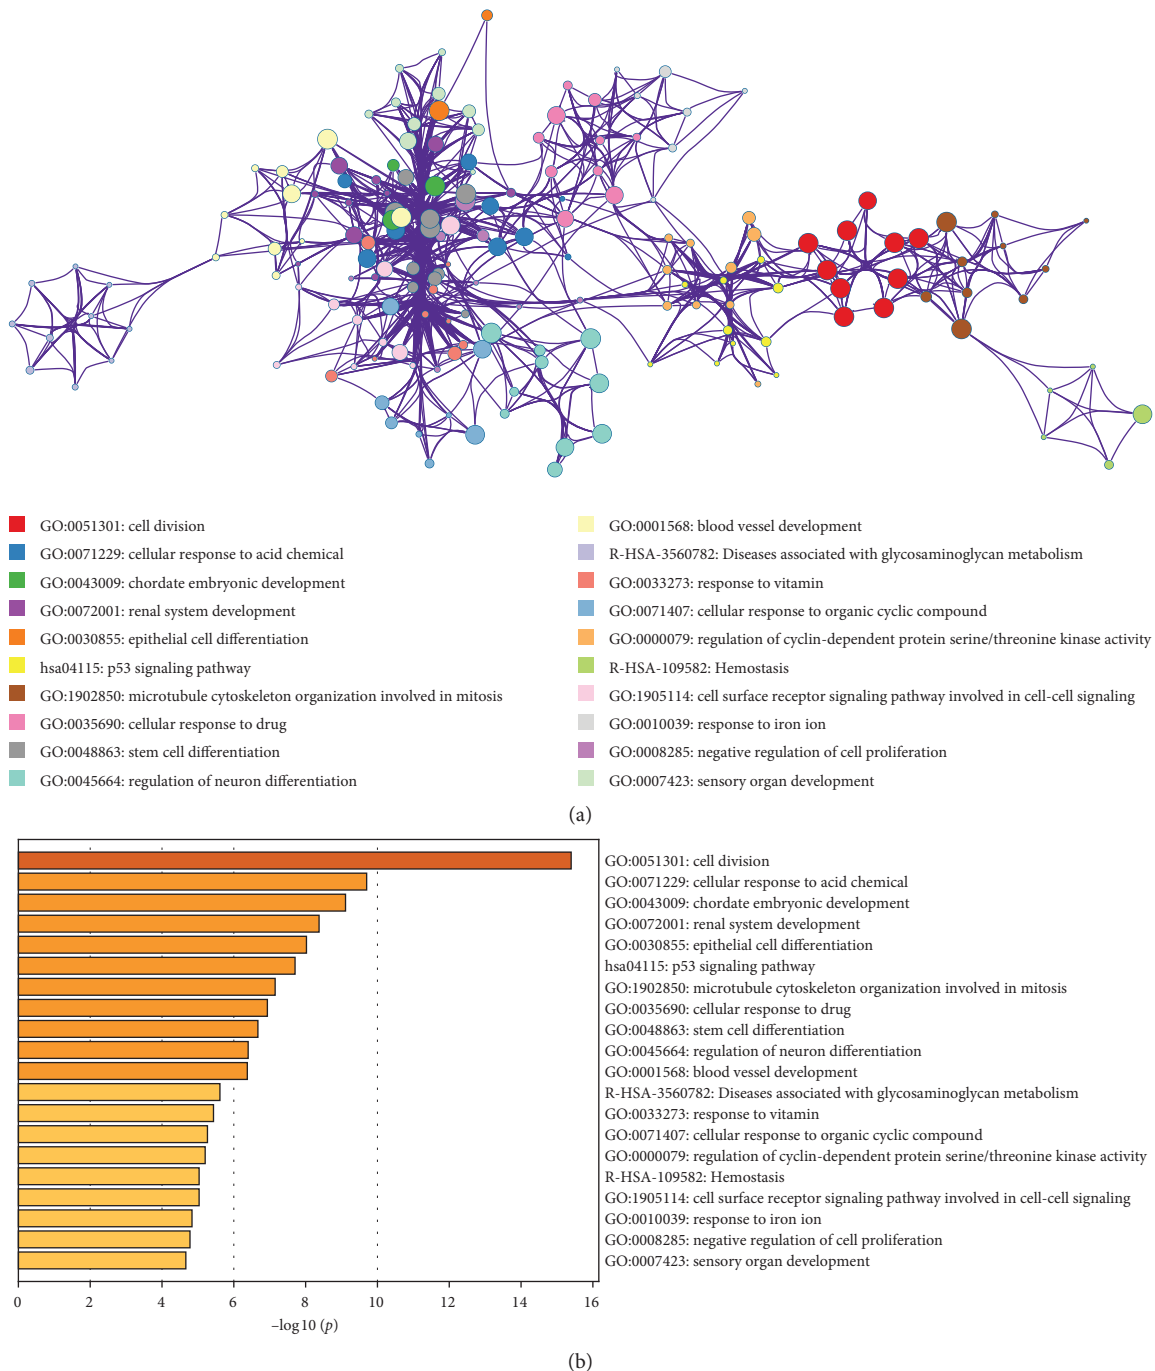 GO:0051301: cell division
GO:0071229: cellular response to acid chemical
GO:0043009: chordate embryonic development
GO:0072001: renal system development
GO:0030855: epithelial cell differentiation
hsa04115: p53 signaling pathway
GO:1902850: microtubule cytoskeleton organization involved in mitosis
GO:0035690: cellular response to drug
GO:0048863: stem cell differentiation
GO:0045664: regulation of neuron differentiation
GO:0001568: blood vessel development
R-HSA-3560782: Diseases associated with glycosaminoglycan metabolism
GO:0033273: response to vitamin
GO:0071407: cellular response to organic cyclic compound
GO:0000079: regulation of cyclin-dependent protein serine/threonine kinase activity
R-HSA-109582: Hemostasis
GO:1905114: cell surface receptor signaling pathway involved in cell-cell signaling
GO:0010039: response to iron ion
GO:0008285: negative regulation of cell proliferation
GO:0007423: sensory organ development
(a)
GO:0051301: cell division
GO:0071229: cellular response to acid chemical
GO:0043009: chordate embryonic development
GO:0072001: renal system development
GO:0030855: epithelial cell differentiation
hsa04115: p53 signaling pathway
GO:1902850: microtubule cytoskeleton organization involved in mitosis
GO:0035690: cellular response to drug
GO:0048863: stem cell differentiation
GO:0045664: regulation of neuron differentiation
GO:0001568: blood vessel development
R-HSA-3560782: Diseases associated with glycosaminoglycan metabolism
GO:0033273: response to vitamin
GO:0071407: cellular response to organic cyclic compound
GO:0000079: regulation of cyclin-dependent protein serine/threonine kinase activity
R-HSA-109582: Hemostasis
GO:1905114: cell surface receptor signaling pathway involved in cell-cell signaling
GO:0010039: response to iron ion
GO:0008285: negative regulation of cell proliferation
GO:0007423: sensory organ development
0 2 4 6 8 10 12 14 16
–log10 (p)
(b)